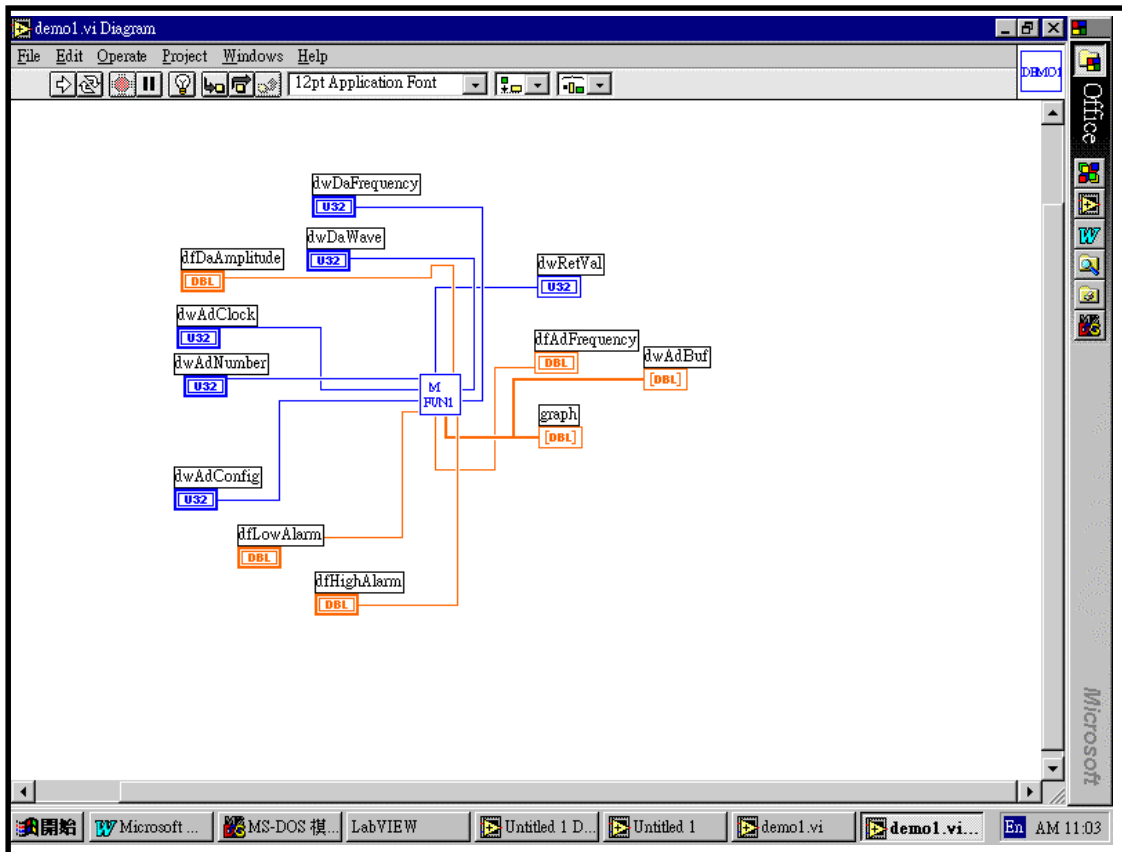 demo1.vi Diagram
File Edit Operate Project Windows Help
12pt Application Font
DEMO1
Office
dwDaFrequency
U32
dwDaWave
U32
dfDaAmplitude
DBL
dwRetVal
U32
dwAdClock
U32
dfAdFrequency
DBL
dwAdBuf
[DBL]
dwAdNumber
U32
M
FUN1
graph
[DBL]
dwAdConfig
U32
dfLowAlarm
DBL
dfHighAlarm
DBL
Microsoft
開始 Microsoft ... MS-DOS 模... LabVIEW Untitled 1 D... Untitled 1 demo1.vi demo1.vi... En AM 11:03